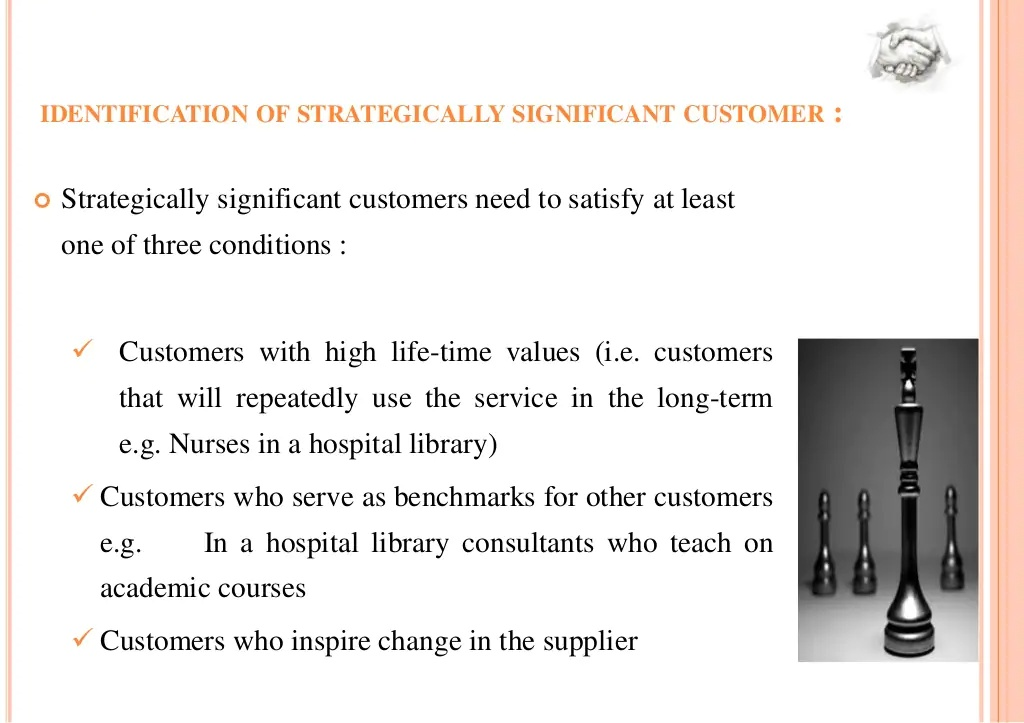 IDENTIFICATION OF STRATEGICALLY SIGNIFICANT CUSTOMER :
Strategically significant customers need to satisfy at least
one of three conditions :
Customers with high life-time values (i.e. customers
that will repeatedly use the service in the long-term
e.g. Nurses in a hospital library)
Customers who serve as benchmarks for other customers
e.g. In a hospital library consultants who teach on
academic courses
Customers who inspire change in the supplier